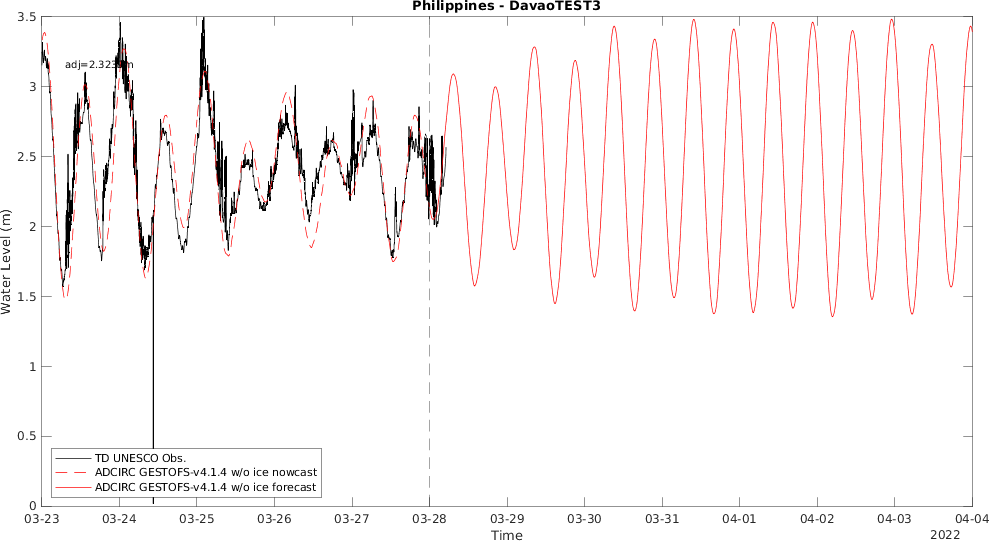 Philippines - DavaoTEST3
3.5
3
2.5
2
1.5
1
0.5
0
Water Level (m)
adj=2.323 m
TD UNESCO Obs.
ADCIRC GESTOFS-v4.1.4 w/o ice nowcast
ADCIRC GESTOFS-v4.1.4 w/o ice forecast
03-23 03-24 03-25 03-26 03-27 03-28 03-29 03-30 03-31 04-01 04-02 04-03 04-04
Time
2022